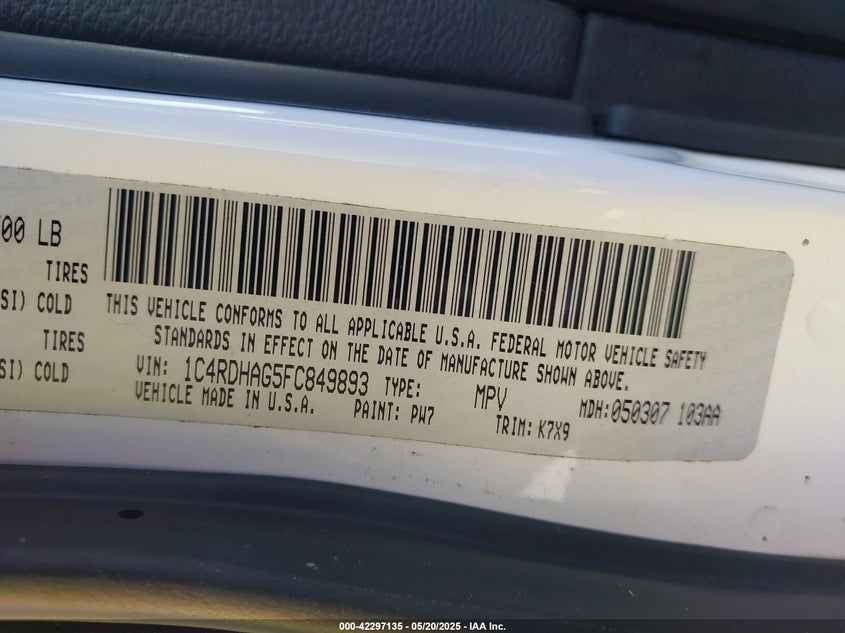 00 LB
TIRES
SI) COLD
TIRES
SI) COLD
THIS VEHICLE CONFORMS TO ALL APPLICABLE U.S.A. FEDERAL MOTOR VEHICLE SAFETY
STANDARDS IN EFFECT ON THE DATE OF MANUFACTURE SHOWN ABOVE.
VIN: 1C4RDHAG5FC849893 TYPE: MPV MDH:050307 103AA
VEHICLE MADE IN U.S.A. PAINT: PW7 TRIM: K7X9
000-42297135 - 05/20/2025 - IAA Inc.